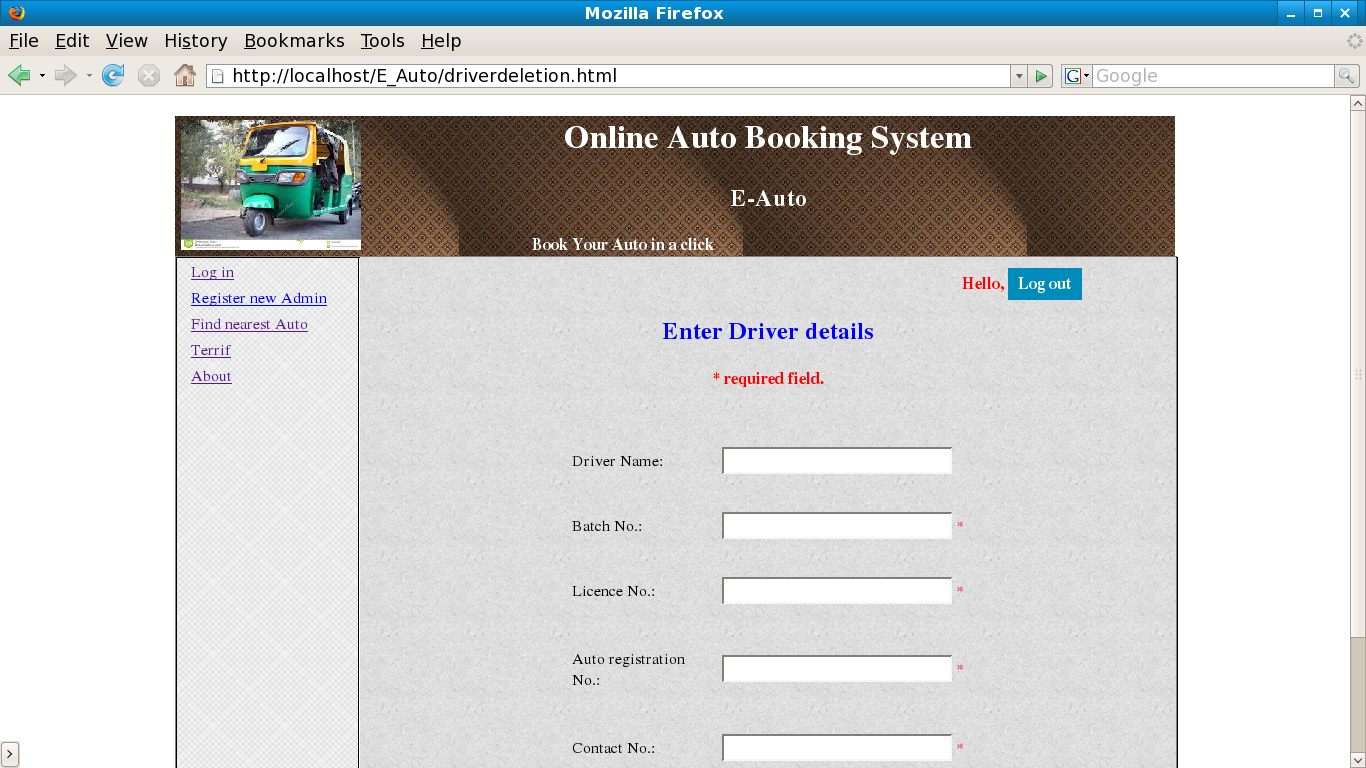 Mozilla Firefox
File Edit View History Bookmarks Tools Help
http://localhost/E_Auto/driverdeletion.html
G Google
Online Auto Booking System
E-Auto
Book Your Auto in a click
Log in
Register new Admin
Find nearest Auto
Terrif
About
Hello, Log out
Enter Driver details
* required field.
Driver Name:
Batch No.: *
Licence No.: *
Auto registration
No.: *
Contact No.: *